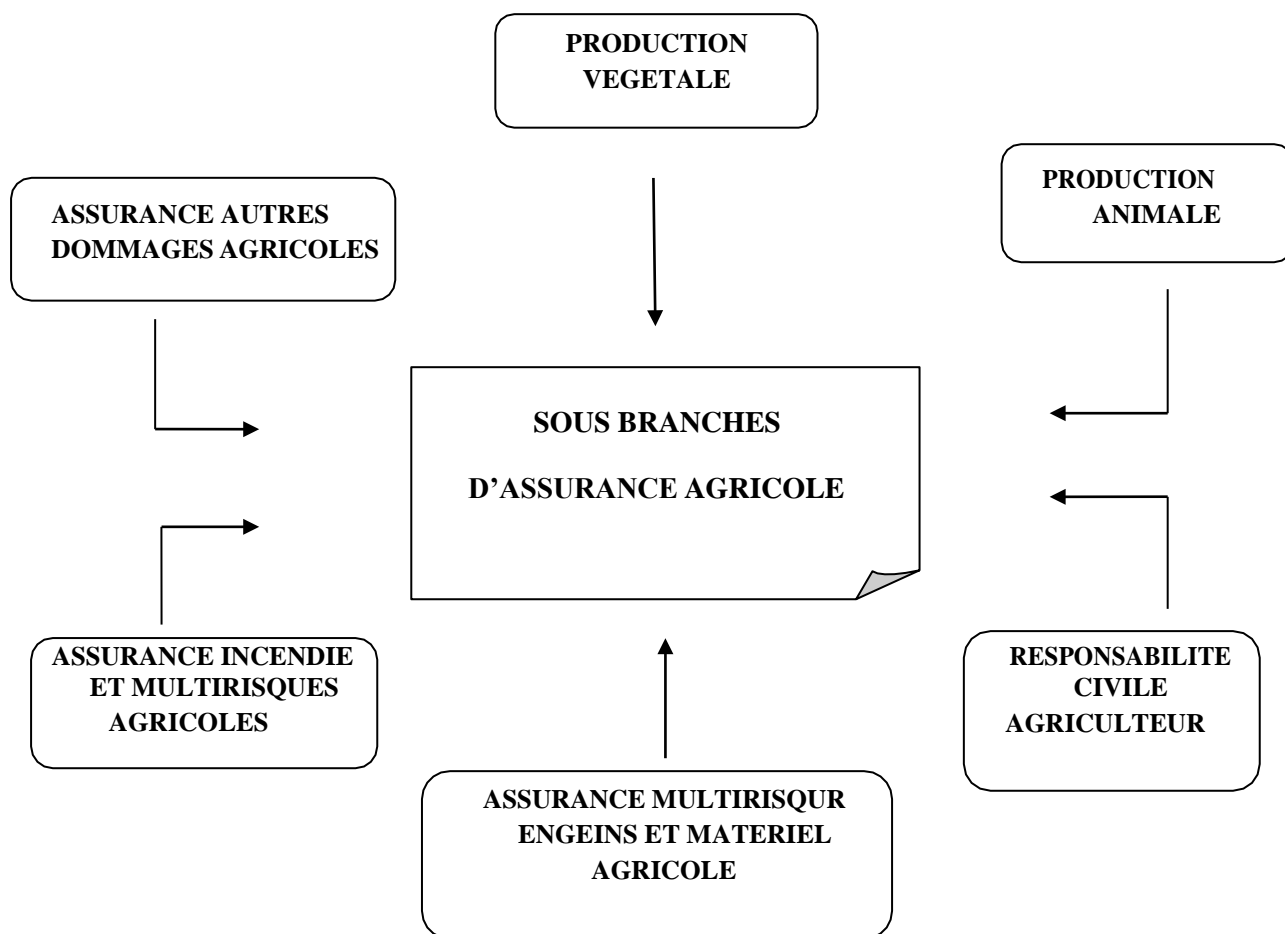 PRODUCTION
VEGETALE
PRODUCTION
ANIMALE
ASSURANCE AUTRES
DOMMAGES AGRICOLES
SOUS BRANCHES
D’ASSURANCE AGRICOLE
ASSURANCE INCENDIE
ET MULTIRISQUES
AGRICOLES
RESPONSABILITE
CIVILE
AGRICULTEUR
ASSURANCE MULTIRISQUR
ENGEINS ET MATERIEL
AGRICOLE